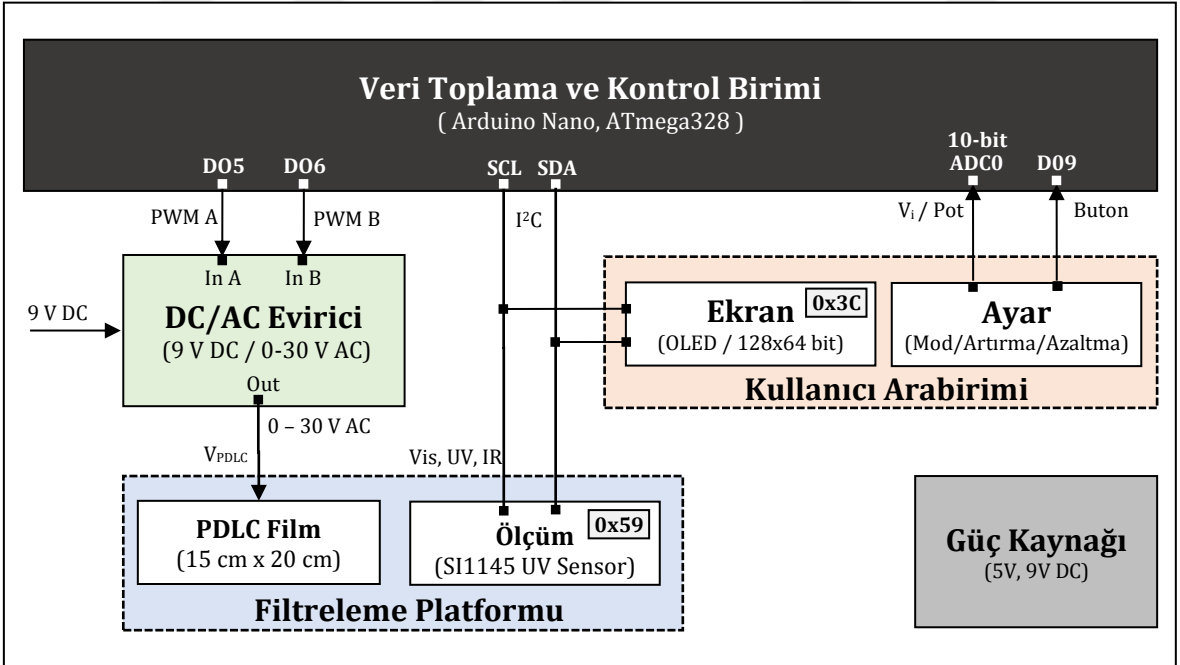 Veri Toplama ve Kontrol Birimi
( Arduino Nano, ATmega328 )
DO5
DO6
SCL
SDA
10-bit
ADC0
D09
PWM A
PWM B
I²C
Vᵢ / Pot
Buton
In A
In B
9 V DC
DC/AC Evirici
(9 V DC / 0-30 V AC)
Out
Ekran
0x3C
(OLED / 128x64 bit)
Ayar
(Mod/Artırma/Azaltma)
Kullanıcı Arabirimi
0 – 30 V AC
VPDLC
Vis, UV, IR
PDLC Film
(15 cm x 20 cm)
Ölçüm
0x59
(SI1145 UV Sensor)
Filtreleme Platformu
Güç Kaynağı
(5V, 9V DC)